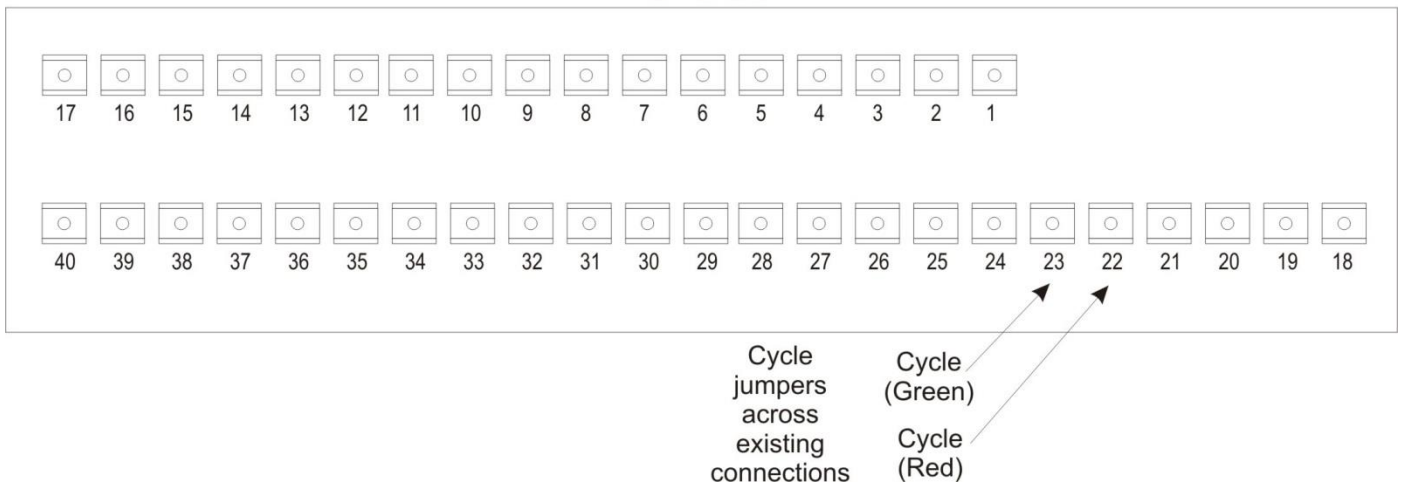 17 16 15 14 13 12 11 10 9 8 7 6 5 4 3 2 1
40 39 38 37 36 35 34 33 32 31 30 29 28 27 26 25 24 23 22 21 20 19 18
Cycle
jumpers
across
existing
connections
Cycle
(Green)
Cycle
(Red)